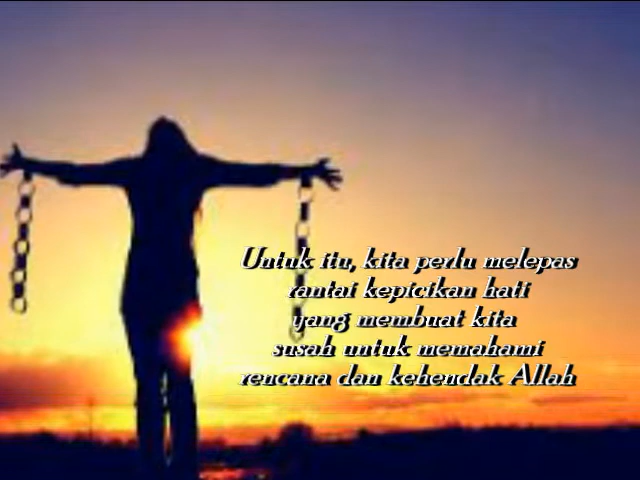 Untuk itu, kita perlu melepas
rantai kepicikan hati
yang membuat kita
susah untuk memahami
rencana dan kehendak Allah